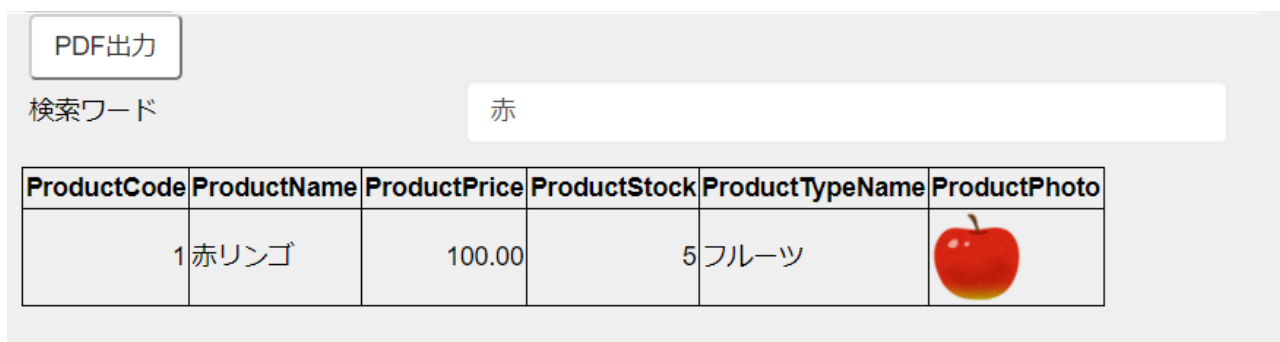 PDF出力
検索ワード 赤
ProductCode ProductName ProductPrice ProductStock ProductTypeName ProductPhoto
1 赤リンゴ 100.00 5 フルーツ